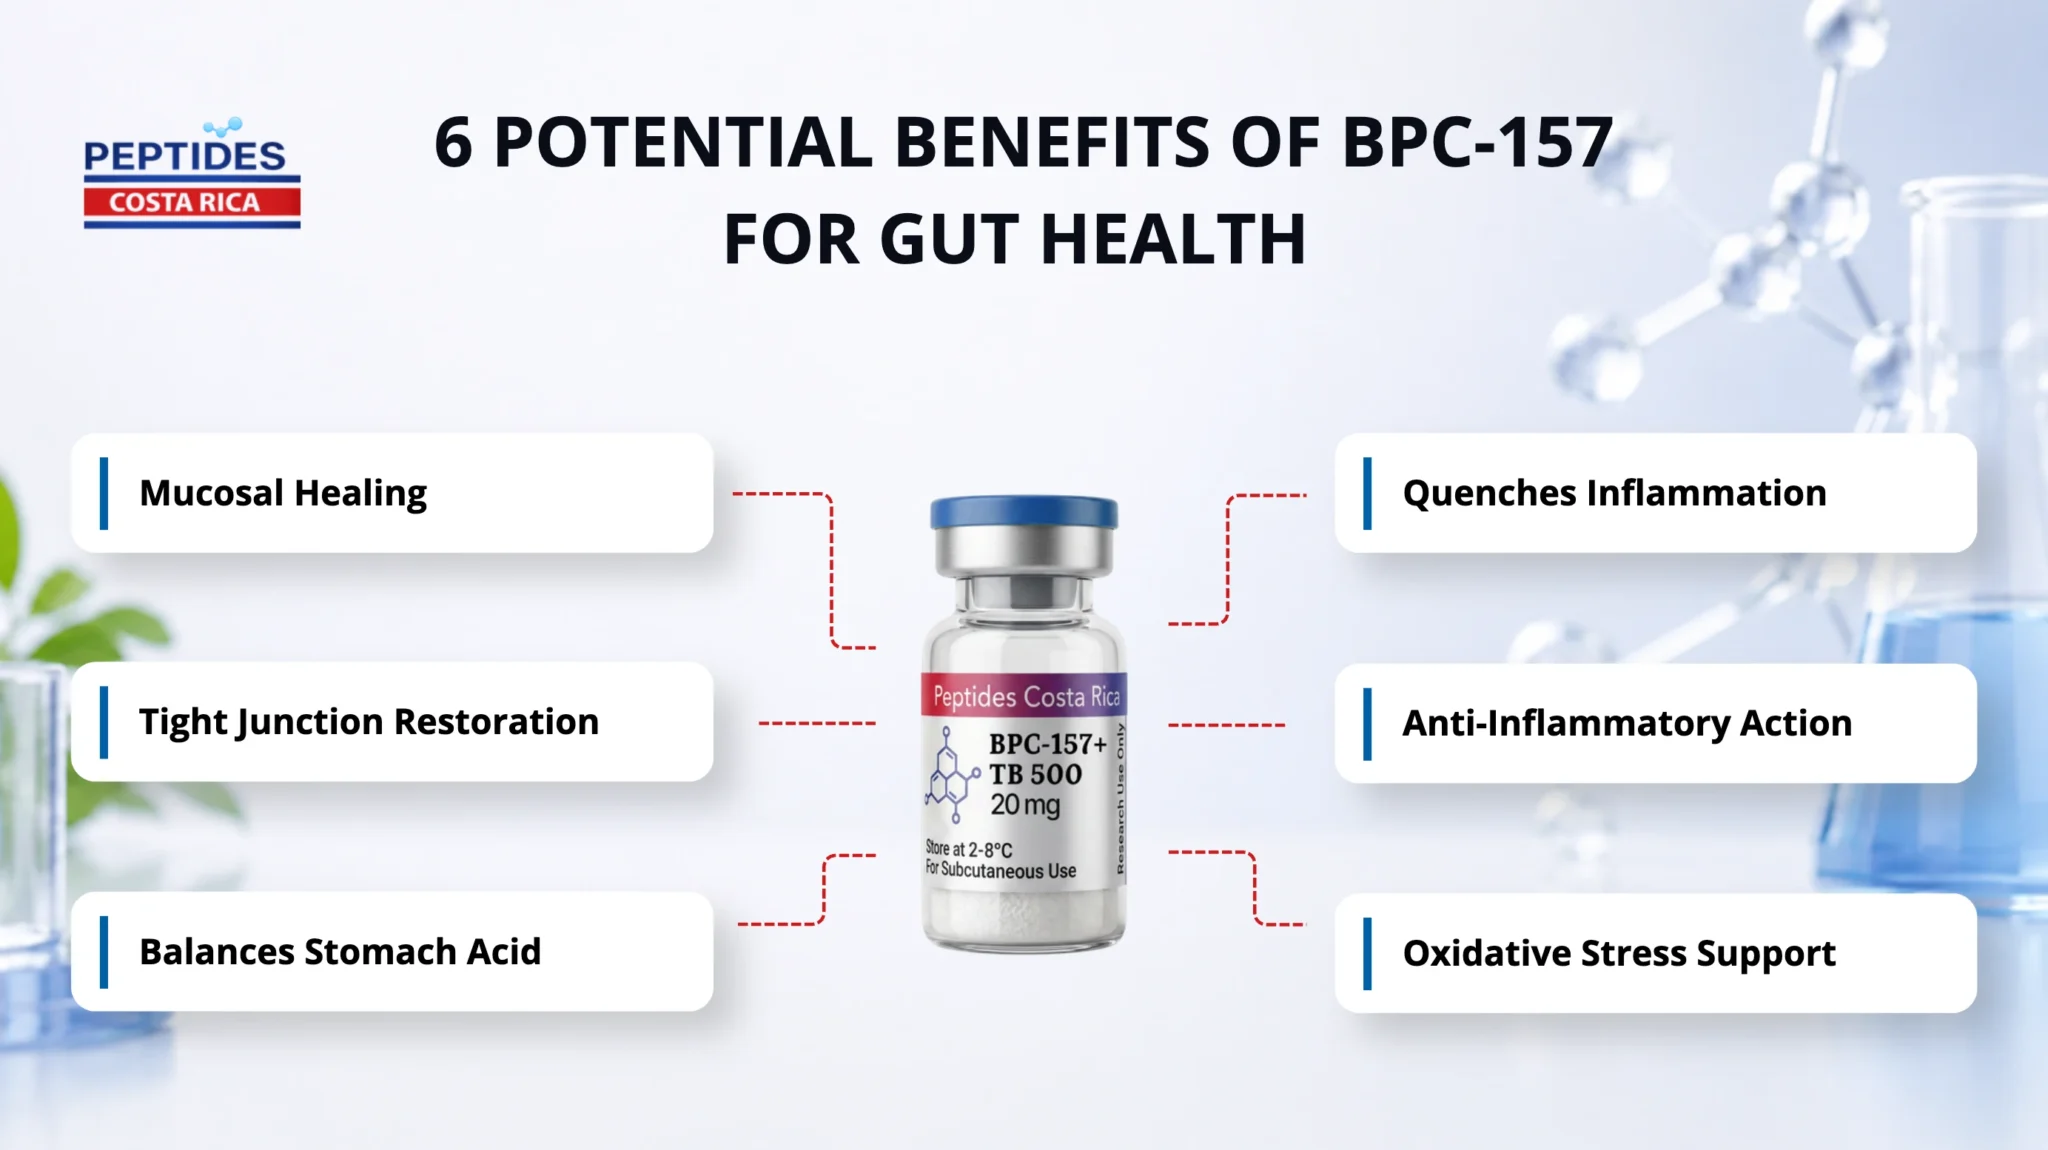 PEPTIDES
COSTA RICA
6 POTENTIAL BENEFITS OF BPC-157
FOR GUT HEALTH
Mucosal Healing
Tight Junction Restoration
Balances Stomach Acid
Peptides Costa Rica
BPC-157+
TB 500
20 mg
Store at 2-8°C
For Subcutaneous Use
Research Use Only
Quenches Inflammation
Anti-Inflammatory Action
Oxidative Stress Support